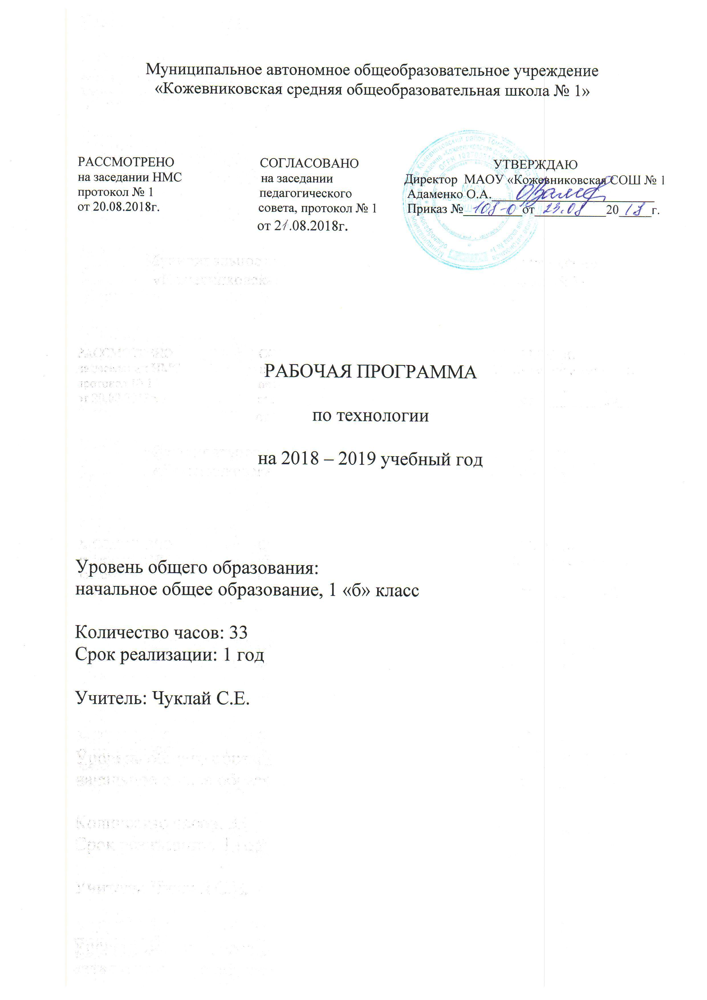 Муниципальное автономное общеобразовательное учреждение
«Кожевниковская средняя общеобразовательная школа № 1»
РАССМОТРЕНО
на заседании НМС
протокол № 1
от 20.08.2018г.
СОГЛАСОВАНО
на заседании
педагогического
совета, протокол № 1
от 21.08.2018г.
УТВЕРЖДАЮ
Директор МАОУ «Кожевниковская СОШ № 1
Адаменко О.А.
Приказ № 108-О от 23.08 2018 г.
РАБОЧАЯ ПРОГРАММА
по технологии
на 2018 – 2019 учебный год
Уровень общего образования:
начальное общее образование, 1 «б» класс
Количество часов: 33
Срок реализации: 1 год
Учитель: Чуклай С.Е.